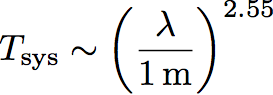 T_sys ∼ (λ / 1 m)^2.55